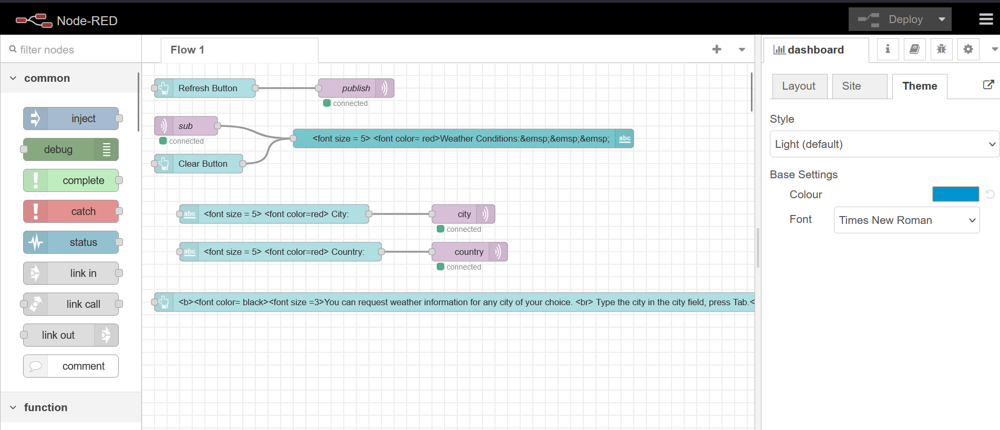 Node-RED
Deploy
filter nodes
Flow 1
dashboard
common
inject
debug
complete
catch
status
link in
link call
link out
comment
function
Refresh Button
publish
connected
sub
connected
<font size = 5> <font color= red>Weather Conditions:&emsp;&emsp;&emsp;
abc
Clear Button
abc
<font size = 5> <font color=red> City:
city
connected
abc
<font size = 5> <font color=red> Country:
country
connected
<b><font color= black><font size =3>You can request weather information for any city of your choice. <br> Type the city in the city field, press Tab.<
Layout
Site
Theme
Style
Light (default)
Base Settings
Colour
Font
Times New Roman